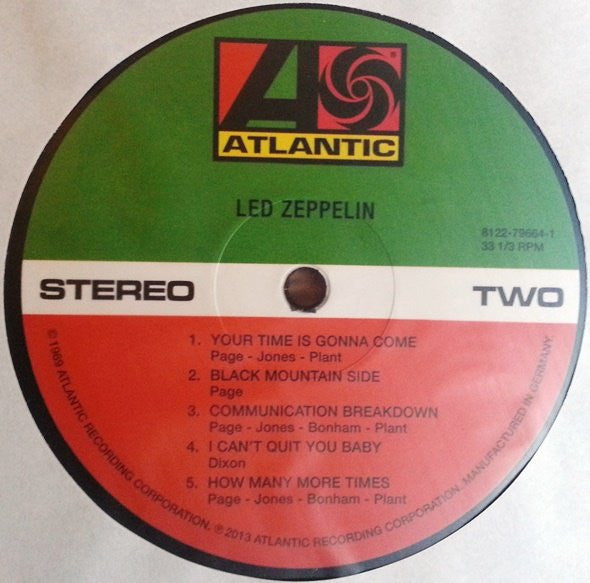 ATLANTIC
LED ZEPPELIN
8122-79664-1
33 1/3 RPM
STEREO
TWO
1. YOUR TIME IS GONNA COME
Page - Jones - Plant
2. BLACK MOUNTAIN SIDE
Page
3. COMMUNICATION BREAKDOWN
Page - Jones - Bonham - Plant
4. I CAN'T QUIT YOU BABY
Dixon
5. HOW MANY MORE TIMES
Page - Jones - Bonham - Plant
© 1969 ATLANTIC RECORDING CORPORATION. ℗ 2013 ATLANTIC RECORDING CORPORATION. MANUFACTURED IN GERMANY.